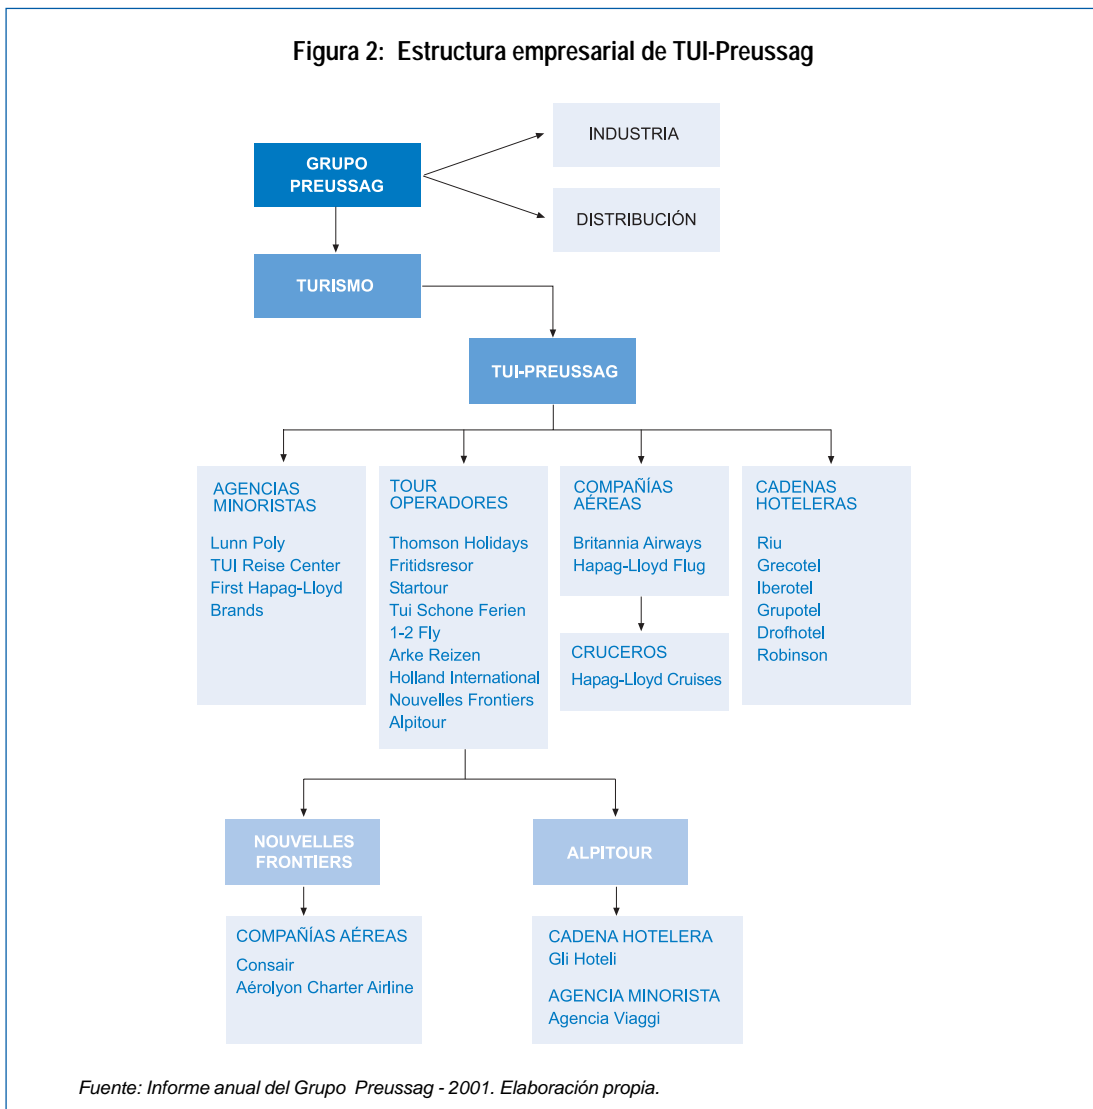 Figura 2: Estructura empresarial de TUI-Preussag
INDUSTRIA
GRUPO
PREUSSAG
DISTRIBUCIÓN
TURISMO
TUI-PREUSSAG
AGENCIAS
MINORISTAS
Lunn Poly
TUI Reise Center
First Hapag-Lloyd
Brands
TOUR
OPERADORES
Thomson Holidays
Fritidsresor
Startour
Tui Schone Ferien
1-2 Fly
Arke Reizen
Holland International
Nouvelles Frontiers
Alpitour
COMPAÑÍAS
AÉREAS
Britannia Airways
Hapag-Lloyd Flug
CRUCEROS
Hapag-Lloyd Cruises
CADENAS
HOTELERAS
Riu
Grecotel
Iberotel
Grupotel
Drofhotel
Robinson
NOUVELLES
FRONTIERS
ALPITOUR
COMPAÑÍAS AÉREAS
Consair
Aérolyon Charter Airline
CADENA HOTELERA
Gli Hoteli
AGENCIA MINORISTA
Agencia Viaggi
Fuente: Informe anual del Grupo Preussag - 2001. Elaboración propia.